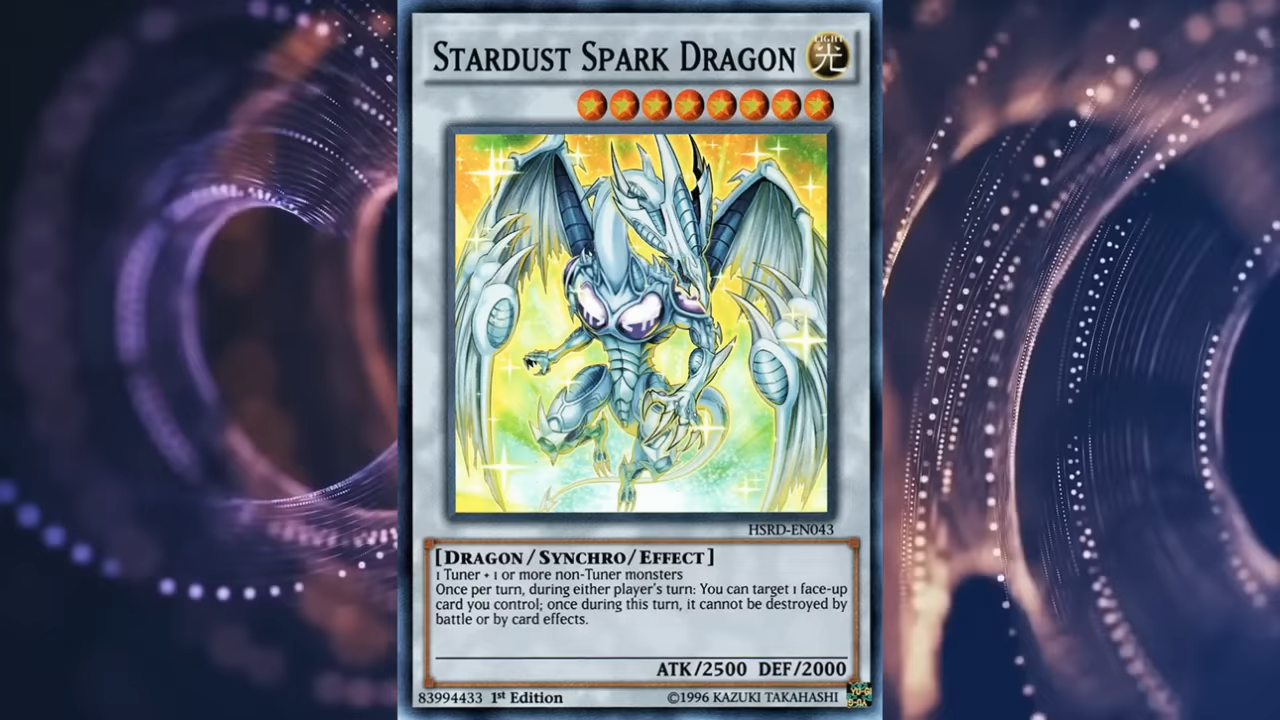 STARDUST SPARK DRAGON
LIGHT
光
HSRD-EN043
[DRAGON/SYNCHRO/EFFECT]
1 Tuner + 1 or more non-Tuner monsters
Once per turn, during either player's turn: You can target 1 face-up
card you control; once during this turn, it cannot be destroyed by
battle or by card effects.
ATK/2500 DEF/2000
83994433 1st Edition ©1996 KAZUKI TAKAHASHI